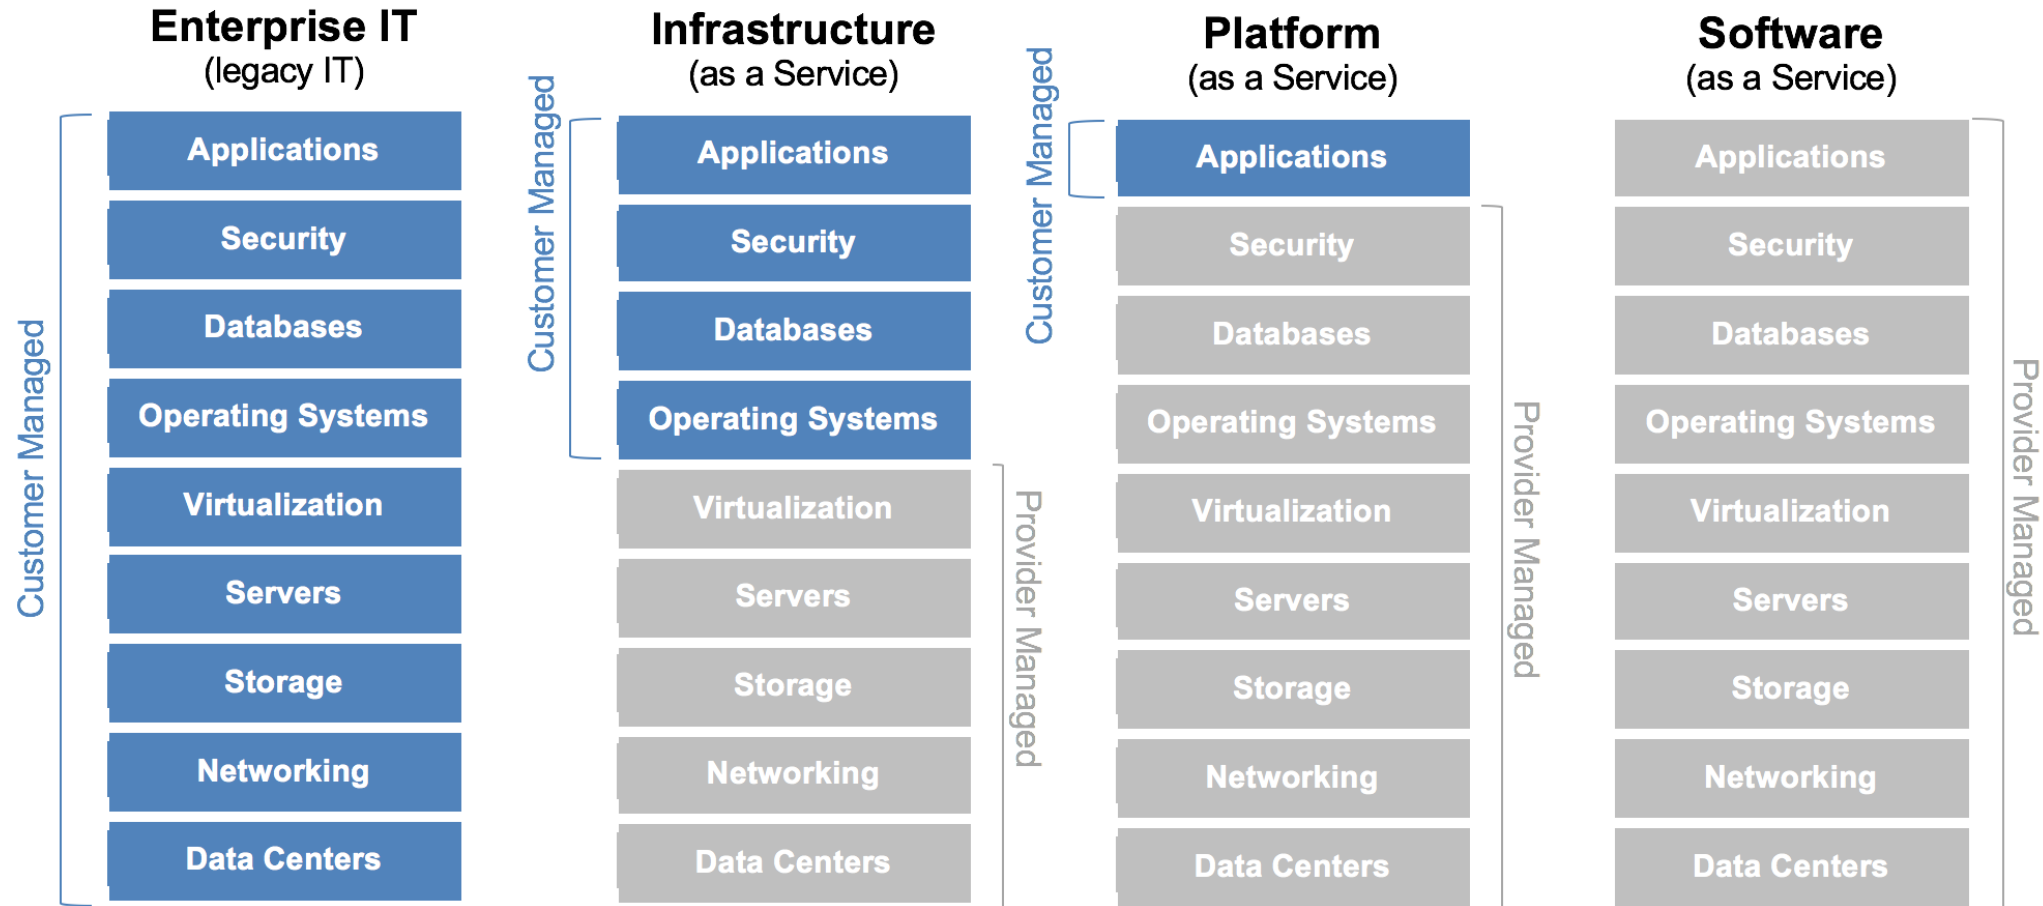 Enterprise IT
(legacy IT)
Customer Managed
Applications
Security
Databases
Operating Systems
Virtualization
Servers
Storage
Networking
Data Centers
Infrastructure
(as a Service)
Customer Managed
Applications
Security
Databases
Operating Systems
Virtualization
Servers
Storage
Networking
Data Centers
Provider Managed
Platform
(as a Service)
Customer Managed
Applications
Security
Databases
Operating Systems
Virtualization
Servers
Storage
Networking
Data Centers
Provider Managed
Software
(as a Service)
Applications
Security
Databases
Operating Systems
Virtualization
Servers
Storage
Networking
Data Centers
Provider Managed